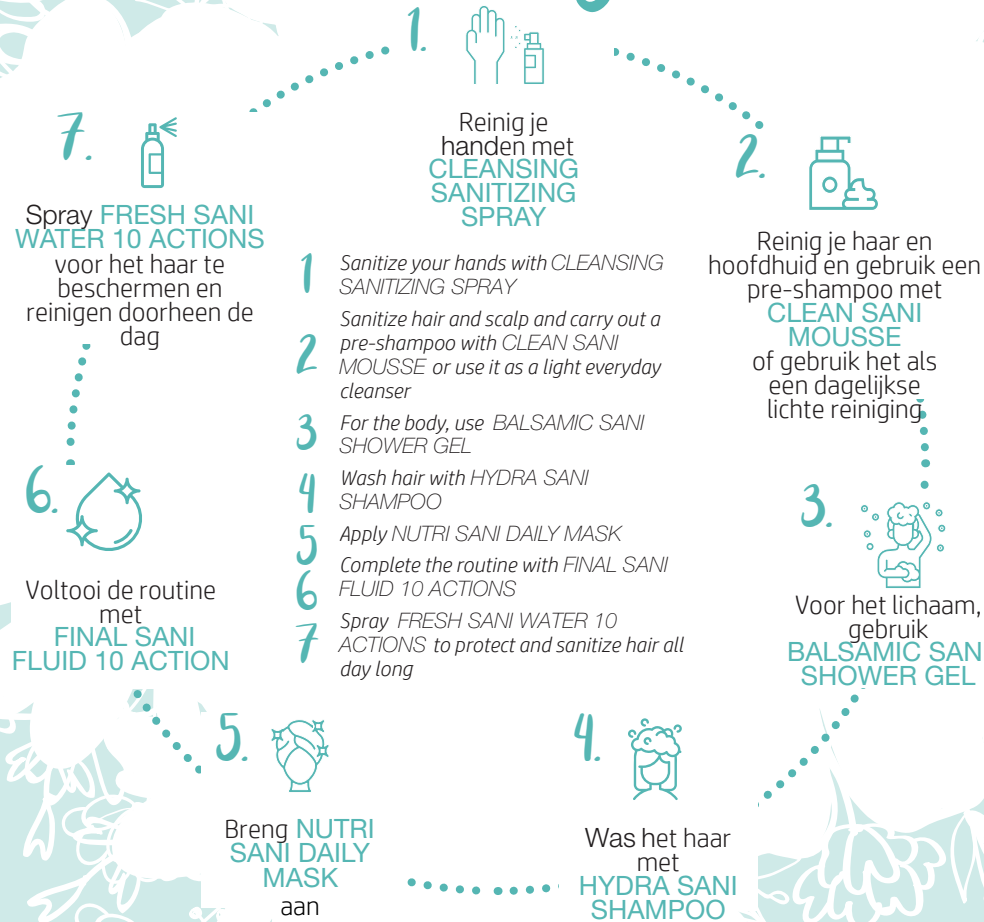 1.
Reinig je
handen met
CLEANSING
SANITIZING
SPRAY
2.
Reinig je haar en
hoofdhuid en gebruik een
pre-shampoo met
CLEAN SANI
MOUSSE
of gebruik het als
een dagelijkse
lichte reiniging
3.
Voor het lichaam,
gebruik
BALSAMIC SAN
SHOWER GEL
4.
Was het haar
met
HYDRA SANI
SHAMPOO
5.
Breng NUTRI
SANI DAILY
MASK
aan
6.
Voltooi de routine
met
FINAL SANI
FLUID 10 ACTION
7.
Spray FRESH SANI
WATER 10 ACTIONS
voor het haar te
beschermen en
reinigen doorheen de
dag
1 Sanitize your hands with CLEANSING
SANITIZING SPRAY
2 Sanitize hair and scalp and carry out a
pre-shampoo with CLEAN SANI
MOUSSE or use it as a light everyday
cleanser
3 For the body, use BALSAMIC SANI
SHOWER GEL
4 Wash hair with HYDRA SANI
SHAMPOO
5 Apply NUTRI SANI DAILY MASK
6 Complete the routine with FINAL SANI
FLUID 10 ACTIONS
7 Spray FRESH SANI WATER 10
ACTIONS to protect and sanitize hair all
day long